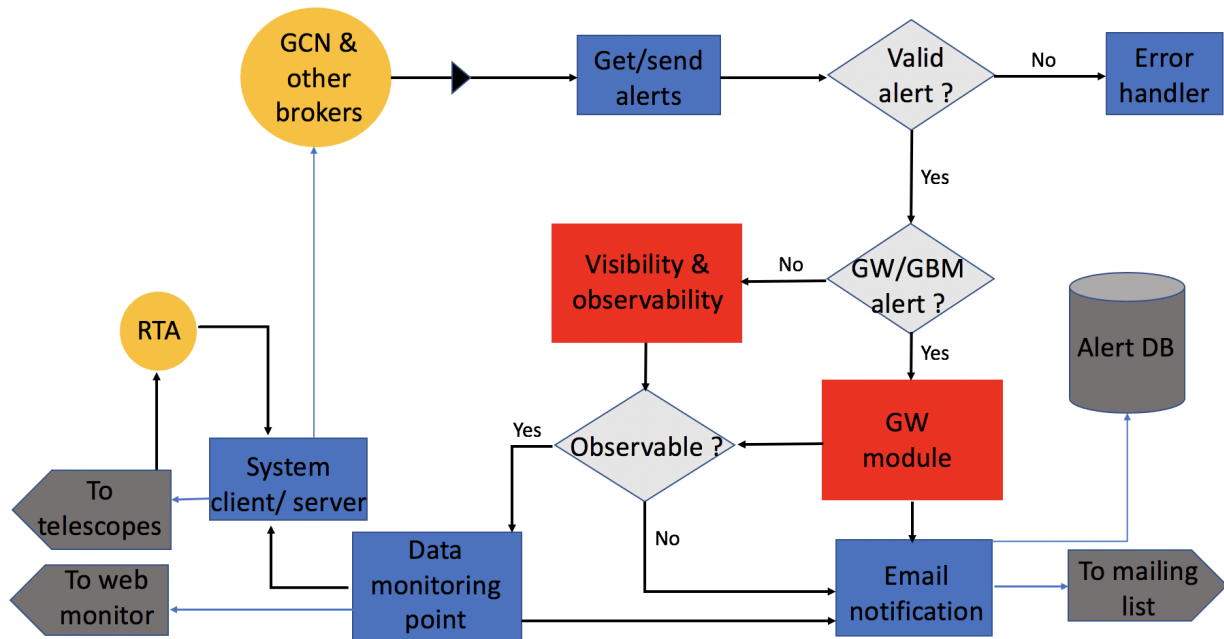 GCN &
other
brokers
Get/send
alerts
Valid
alert ?
No
Error
handler
Yes
Visibility &
observability
No
GW/GBM
alert ?
RTA
Yes
Alert DB
Yes
Observable ?
GW
module
System
client/ server
To
telescopes
No
Data
monitoring
point
To web
monitor
Email
notification
To mailing
list